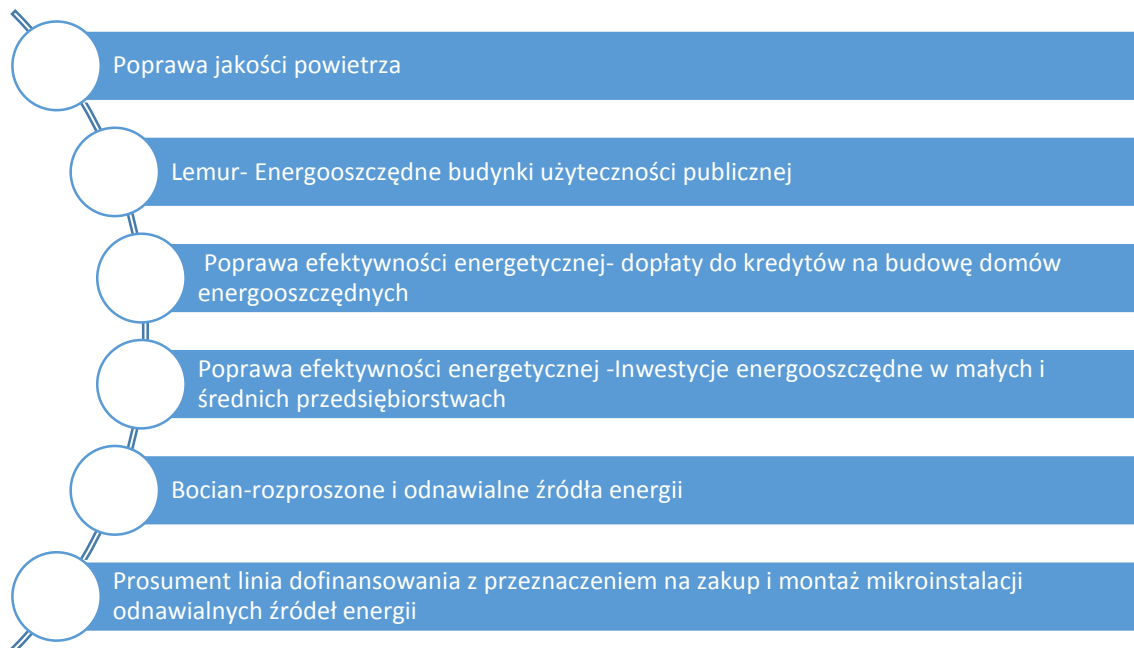 Poprawa jakości powietrza
Lemur- Energooszczędne budynki użyteczności publicznej
Poprawa efektywności energetycznej- dopłaty do kredytów na budowę domów
energooszczędnych
Poprawa efektywności energetycznej -Inwestycje energooszczędne w małych i
średnich przedsiębiorstwach
Bocian-rozproszone i odnawialne źródła energii
Prosument linia dofinansowania z przeznaczeniem na zakup i montaż mikroinstalacji
odnawialnych źródeł energii